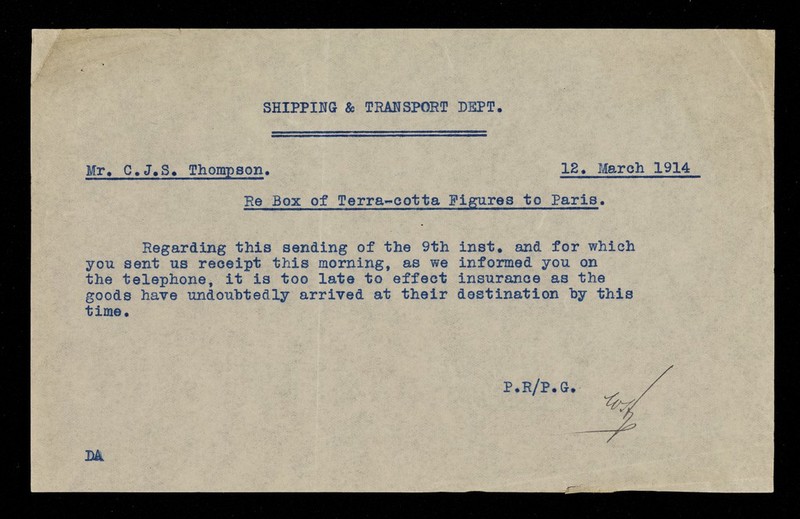 SHIPPING & TRANSPORT DEPT.
Mr. C.J.S. Thompson. 12. March 1914
Re Box of Terra-cotta Figures to Paris.
Regarding this sending of the 9th inst. and for which
you sent us receipt this morning, as we informed you on
the telephone, it is too late to effect insurance as the
goods have undoubtedly arrived at their destination by this
time.
P.R/P.G.
DA